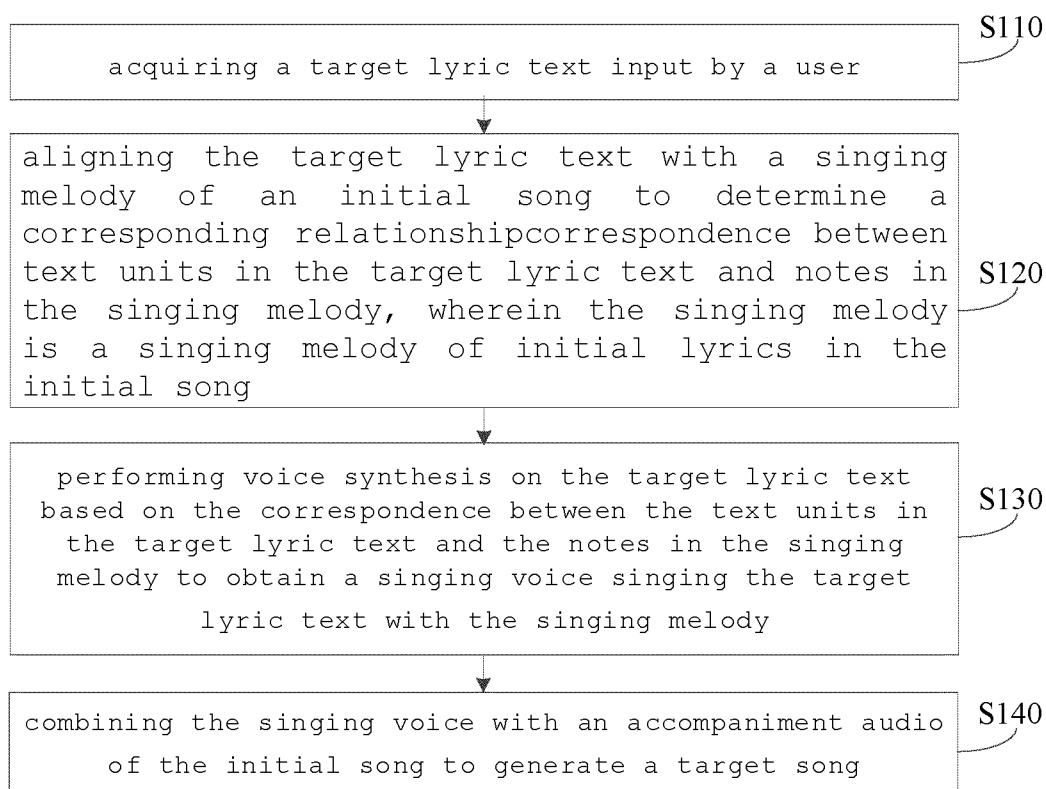 S110
acquiring a target lyric text input by a user
aligning the target lyric text with a singing
melody of an initial song to determine a
corresponding relationshipcorrespondence between
text units in the target lyric text and notes in
the singing melody, wherein the singing melody
is a singing melody of initial lyrics in the
initial song
S120
performing voice synthesis on the target lyric text
based on the correspondence between the text units in
the target lyric text and the notes in the singing
melody to obtain a singing voice singing the target
lyric text with the singing melody
S130
combining the singing voice with an accompaniment audio
of the initial song to generate a target song
S140